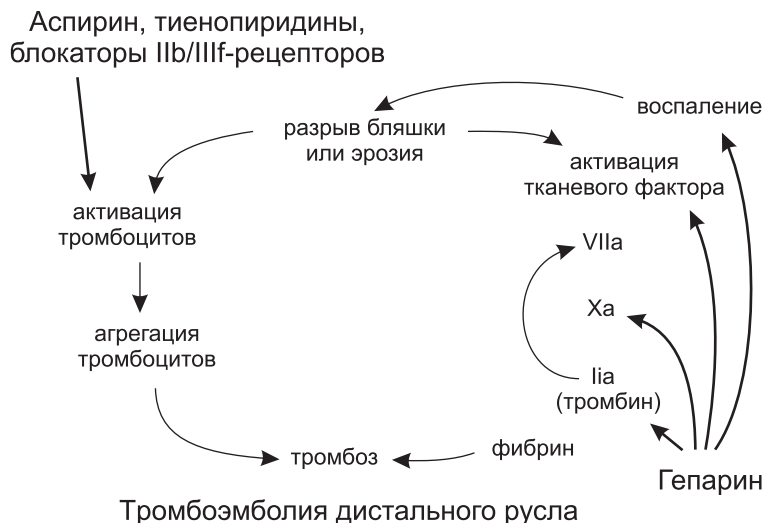 Аспирин, тиенопиридины,
блокаторы IIb/IIIf-рецепторов
воспаление
разрыв бляшки
или эрозия
активация
тканевого фактора
активация
тромбоцитов
VIIa
Xa
агрегация
тромбоцитов
Iia
(тромбин)
фибрин
тромбоз
Гепарин
Тромбоэмболия дистального русла